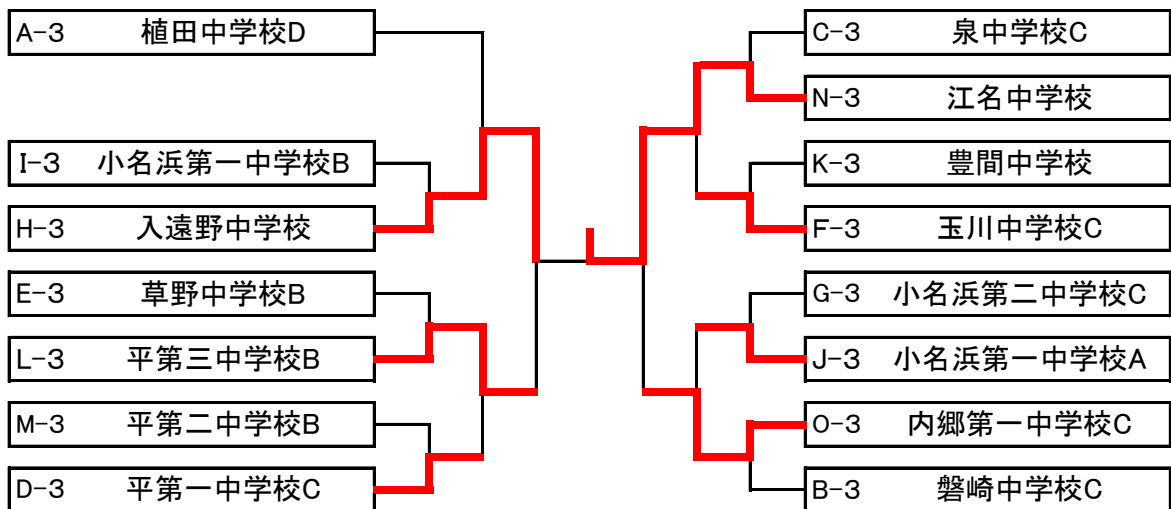 A-3 植田中学校D
I-3 小名浜第一中学校B
H-3 入遠野中学校
E-3 草野中学校B
L-3 平第三中学校B
M-3 平第二中学校B
D-3 平第一中学校C
C-3 泉中学校C
N-3 江名中学校
K-3 豊間中学校
F-3 玉川中学校C
G-3 小名浜第二中学校C
J-3 小名浜第一中学校A
O-3 内郷第一中学校C
B-3 磐崎中学校C